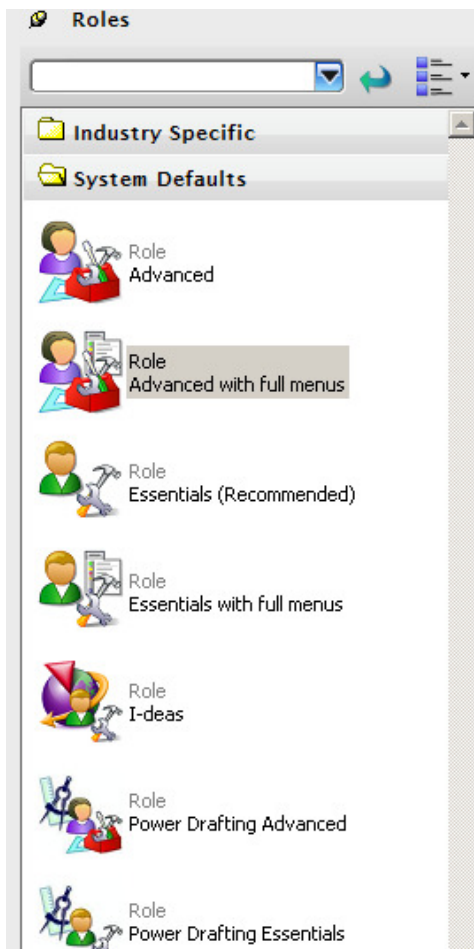 Roles
Industry Specific
System Defaults
Role
Advanced
Role
Advanced with full menus
Role
Essentials (Recommended)
Role
Essentials with full menus
Role
I-deas
Role
Power Drafting Advanced
Role
Power Drafting Essentials